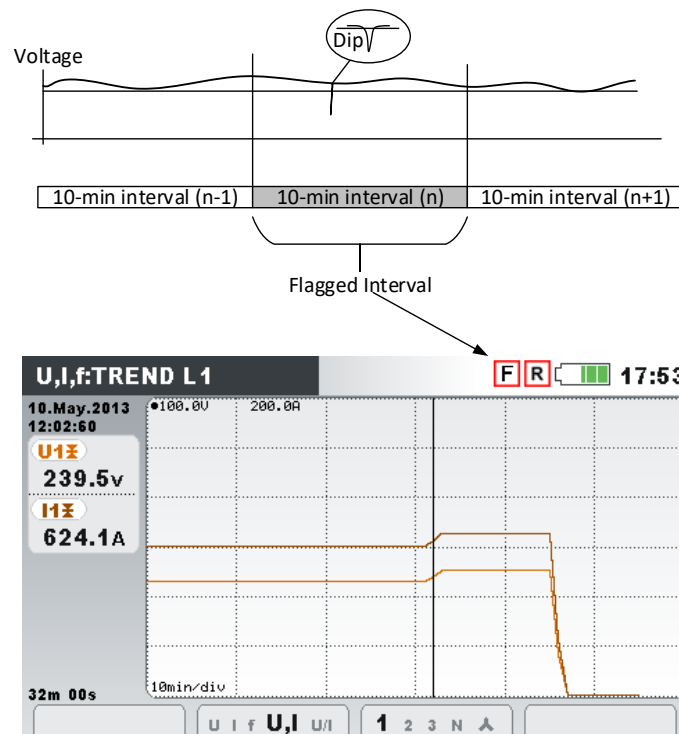 Dip
Voltage
10-min interval (n-1) 10-min interval (n) 10-min interval (n+1)
Flagged Interval
U,I,f:TREND L1 F R 17:53
10.May.2013
12:02:60
100.0V 200.0A
U1
239.5v
I1
624.1A
32m 00s
10min/div
U I f U,I U/I 1 2 3 N